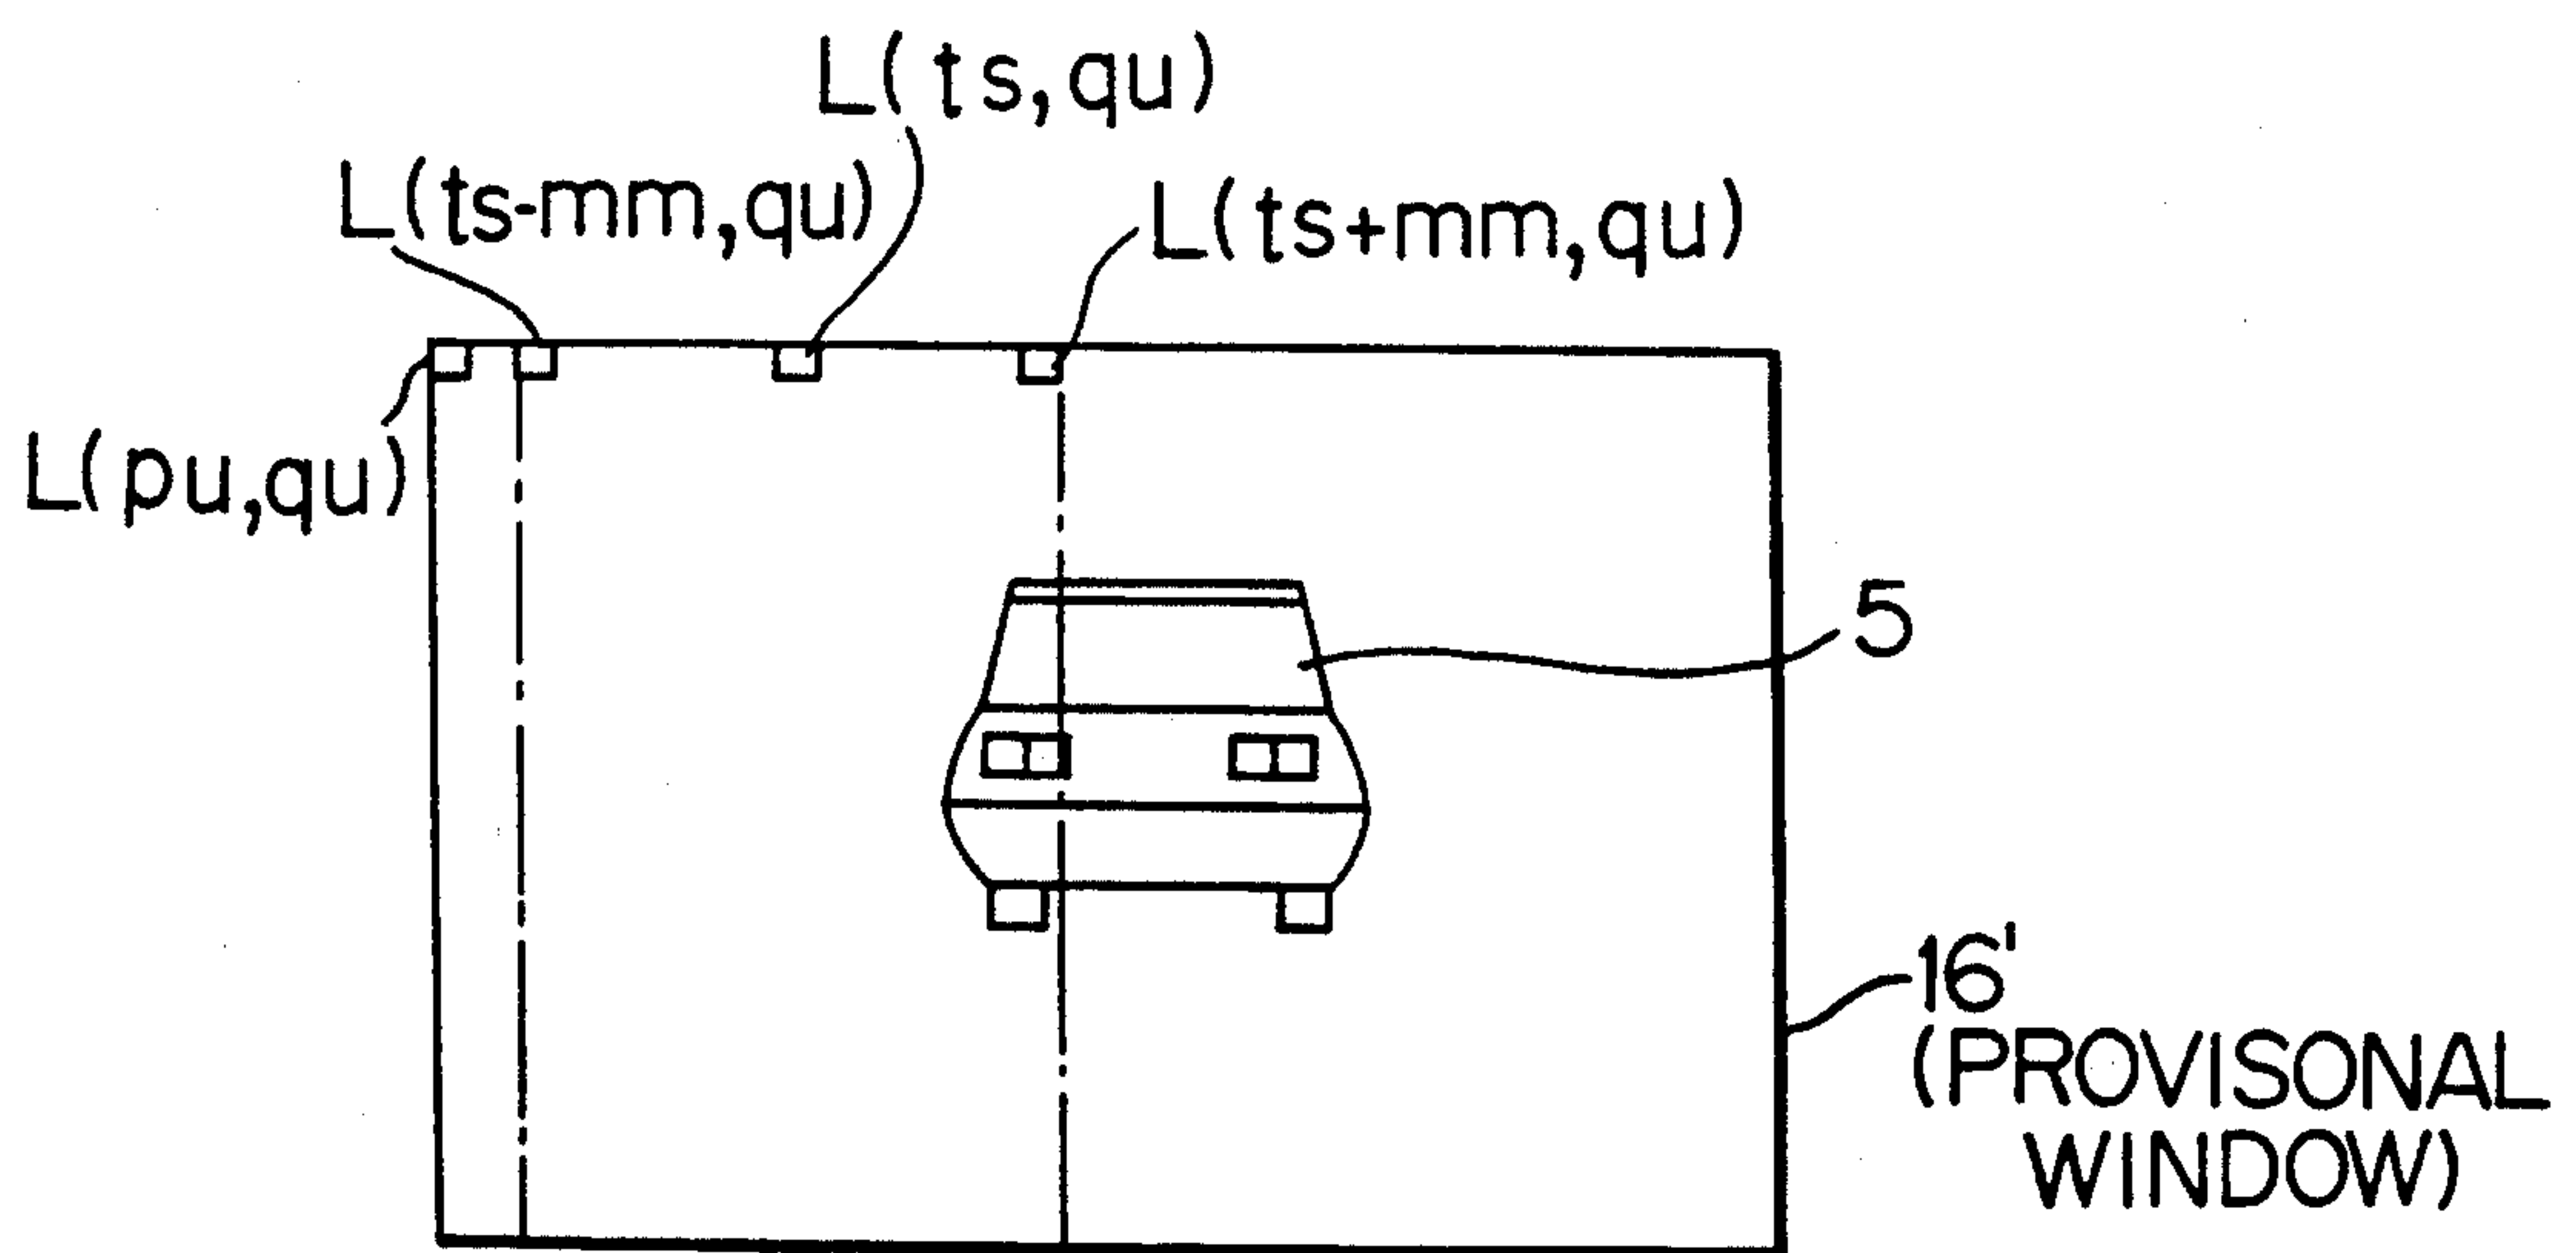 L(ts,qu)
L(ts-mm,qu)
L(ts+mm,qu)
L(pu,qu)
5
16'
(PROVISONAL
WINDOW)